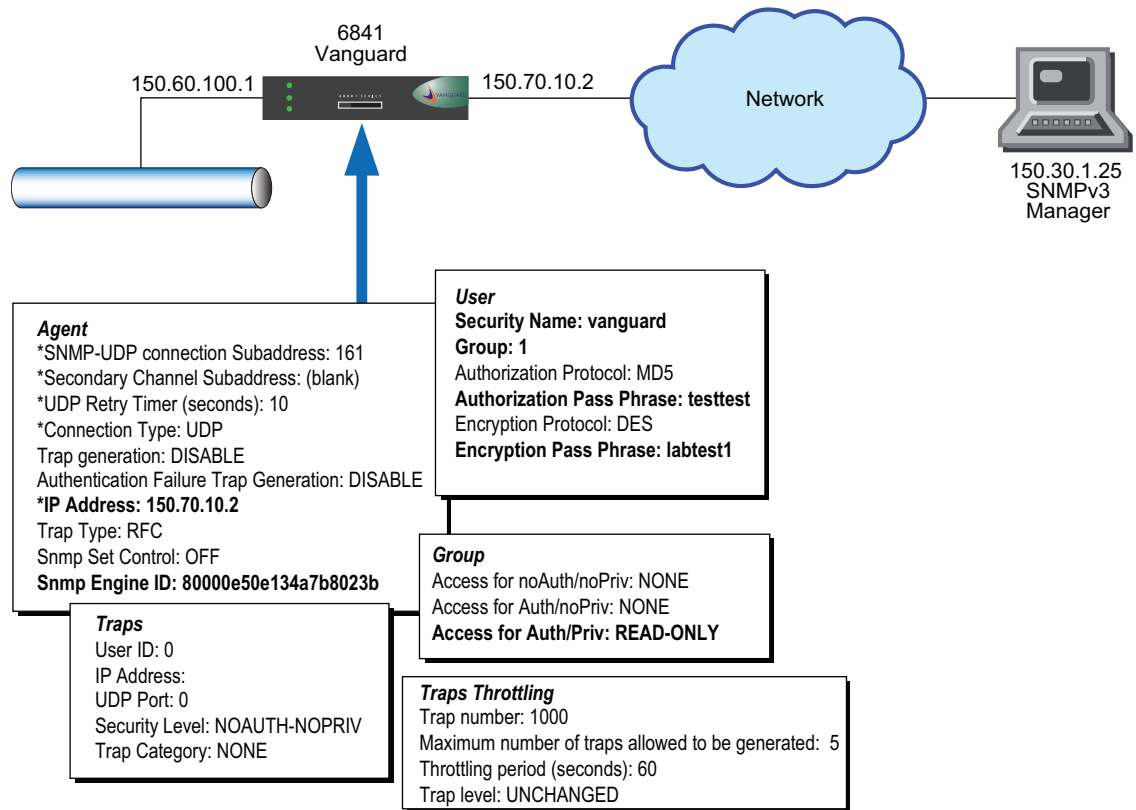 6841
Vanguard
150.60.100.1
150.70.10.2
VANGUARD
Network
150.30.1.25
SNMPv3
Manager
Agent
*SNMP-UDP connection Subaddress: 161
*Secondary Channel Subaddress: (blank)
*UDP Retry Timer (seconds): 10
*Connection Type: UDP
Trap generation: DISABLE
Authentication Failure Trap Generation: DISABLE
*IP Address: 150.70.10.2
Trap Type: RFC
Snmp Set Control: OFF
Snmp Engine ID: 80000e50e134a7b8023b
User
Security Name: vanguard
Group: 1
Authorization Protocol: MD5
Authorization Pass Phrase: testtest
Encryption Protocol: DES
Encryption Pass Phrase: labtest1
Group
Access for noAuth/noPriv: NONE
Access for Auth/noPriv: NONE
Access for Auth/Priv: READ-ONLY
Traps
User ID: 0
IP Address:
UDP Port: 0
Security Level: NOAUTH-NOPRIV
Trap Category: NONE
Traps Throttling
Trap number: 1000
Maximum number of traps allowed to be generated: 5
Throttling period (seconds): 60
Trap level: UNCHANGED